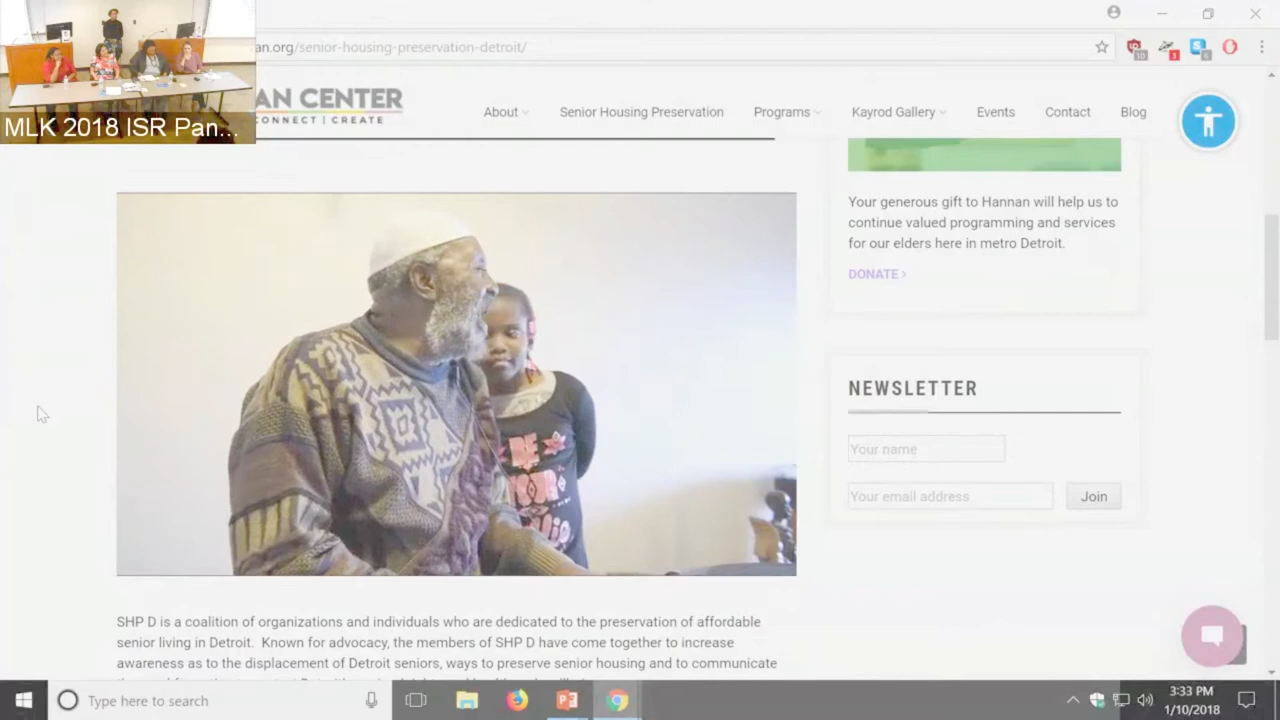 an.org/senior-housing-preservation-detroit/
AN CENTER
CONNECT | CREATE
About
Senior Housing Preservation
Programs
Kayrod Gallery
Events
Contact
Blog
MLK 2018 ISR Pan...
Your generous gift to Hannan will help us to
continue valued programming and services
for our elders here in metro Detroit.
DONATE >
NEWSLETTER
Your name
Your email address
Join
SHP D is a coalition of organizations and individuals who are dedicated to the preservation of affordable
senior living in Detroit. Known for advocacy, the members of SHP D have come together to increase
awareness as to the displacement of Detroit seniors, ways to preserve senior housing and to communicate
Type here to search
3:33 PM
1/10/2018